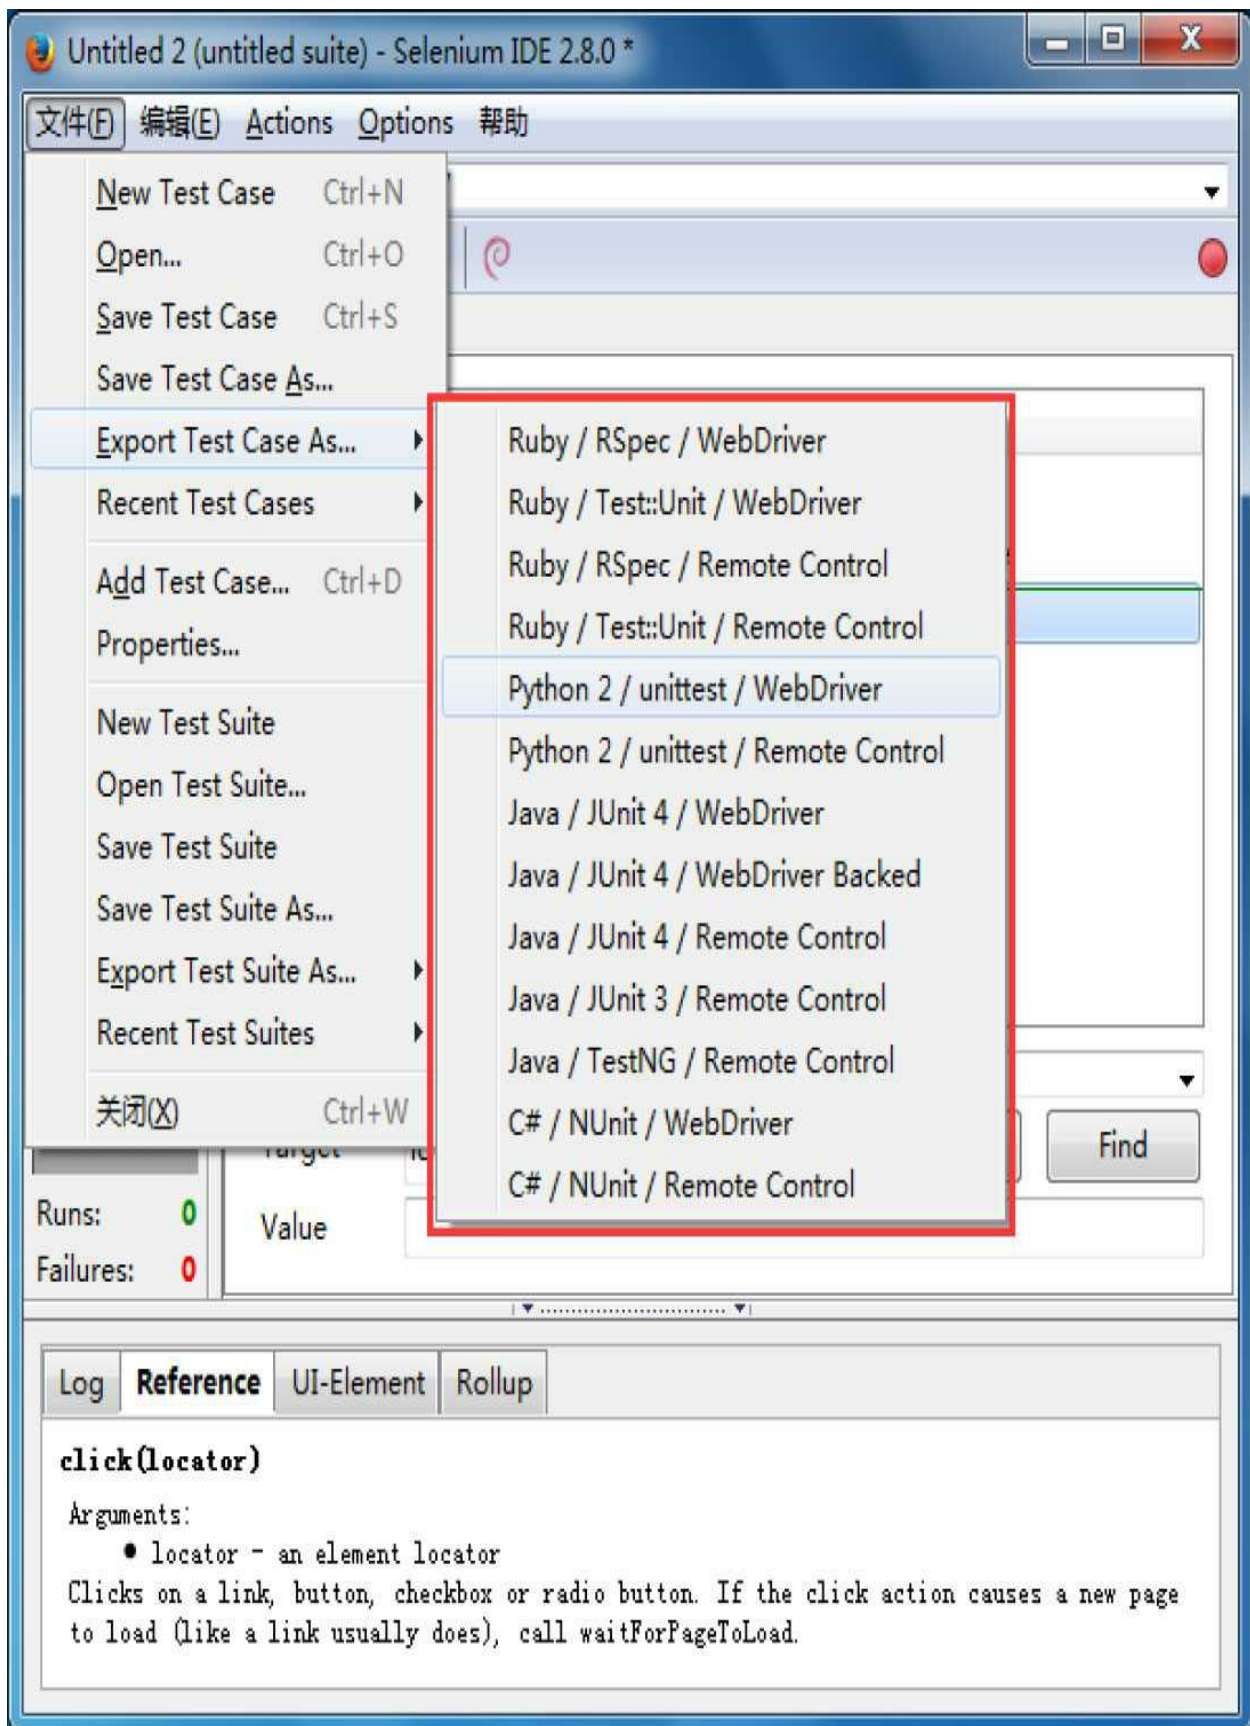 Untitled 2 (untitled suite) - Selenium IDE 2.8.0 *
文件(F) 编辑(E) Actions Options 帮助
New Test Case Ctrl+N
Open... Ctrl+O
Save Test Case Ctrl+S
Save Test Case As...
Export Test Case As...
Recent Test Cases
Add Test Case... Ctrl+D
Properties...
New Test Suite
Open Test Suite...
Save Test Suite
Save Test Suite As...
Export Test Suite As...
Recent Test Suites
关闭(X) Ctrl+W
Ruby / RSpec / WebDriver
Ruby / Test::Unit / WebDriver
Ruby / RSpec / Remote Control
Ruby / Test::Unit / Remote Control
Python 2 / unittest / WebDriver
Python 2 / unittest / Remote Control
Java / JUnit 4 / WebDriver
Java / JUnit 4 / WebDriver Backed
Java / JUnit 4 / Remote Control
Java / JUnit 3 / Remote Control
Java / TestNG / Remote Control
C# / NUnit / WebDriver
C# / NUnit / Remote Control
Target
Find
Runs: 0
Value
Failures: 0
Log Reference UI-Element Rollup
click(locator)
Arguments:
• locator - an element locator
Clicks on a link, button, checkbox or radio button. If the click action causes a new page
to load (like a link usually does), call waitForPageToLoad.